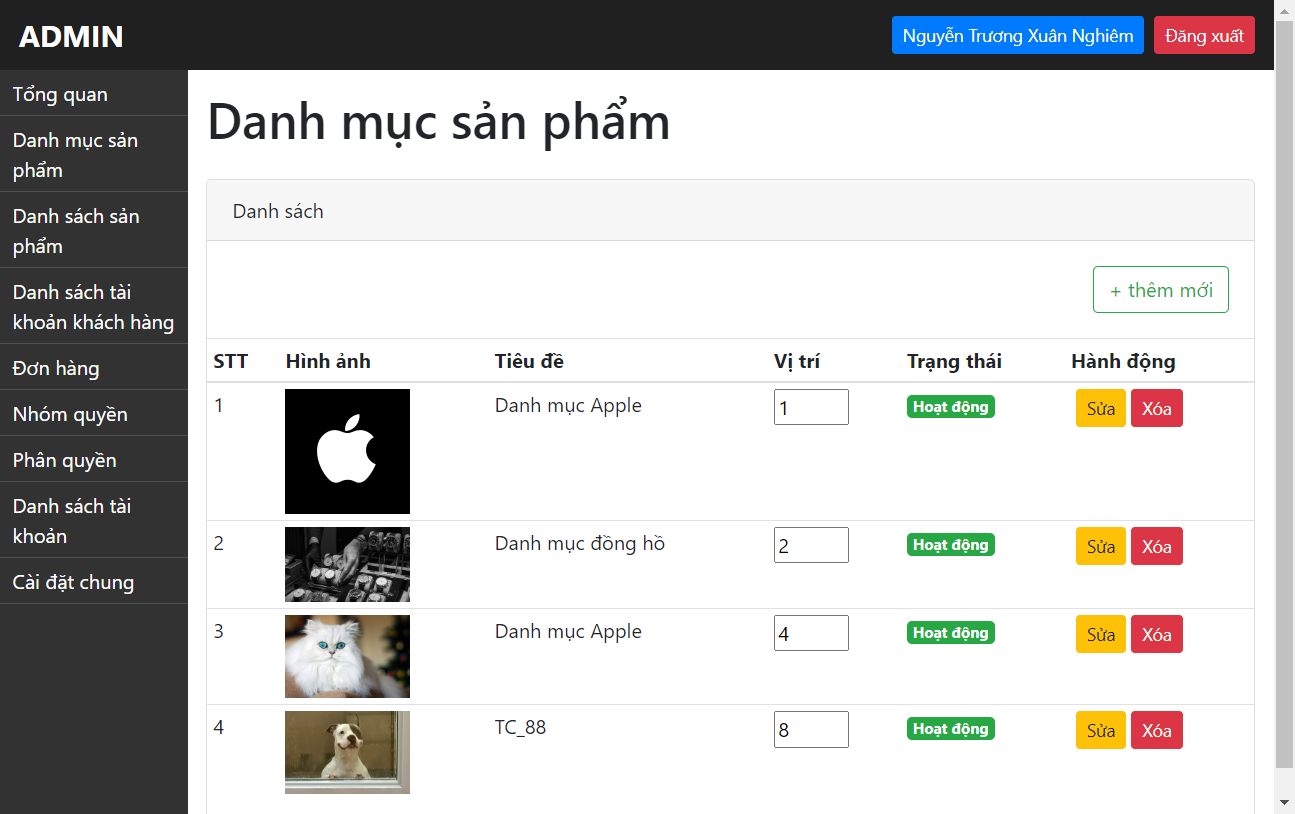 ADMIN
Nguyễn Trương Xuân Nghiêm
Đăng xuất
Tổng quan
Danh mục sản
phẩm
Danh sách sản
phẩm
Danh sách tài
khoản khách hàng
Đơn hàng
Nhóm quyền
Phân quyền
Danh sách tài
khoản
Cài đặt chung
Danh mục sản phẩm
Danh sách
+ thêm mới
STT Hình ảnh Tiêu đề Vị trí Trạng thái Hành động
1 Danh mục Apple 1 Hoạt động Sửa Xóa
2 Danh mục đồng hồ 2 Hoạt động Sửa Xóa
3 Danh mục Apple 4 Hoạt động Sửa Xóa
4 TC_88 8 Hoạt động Sửa Xóa